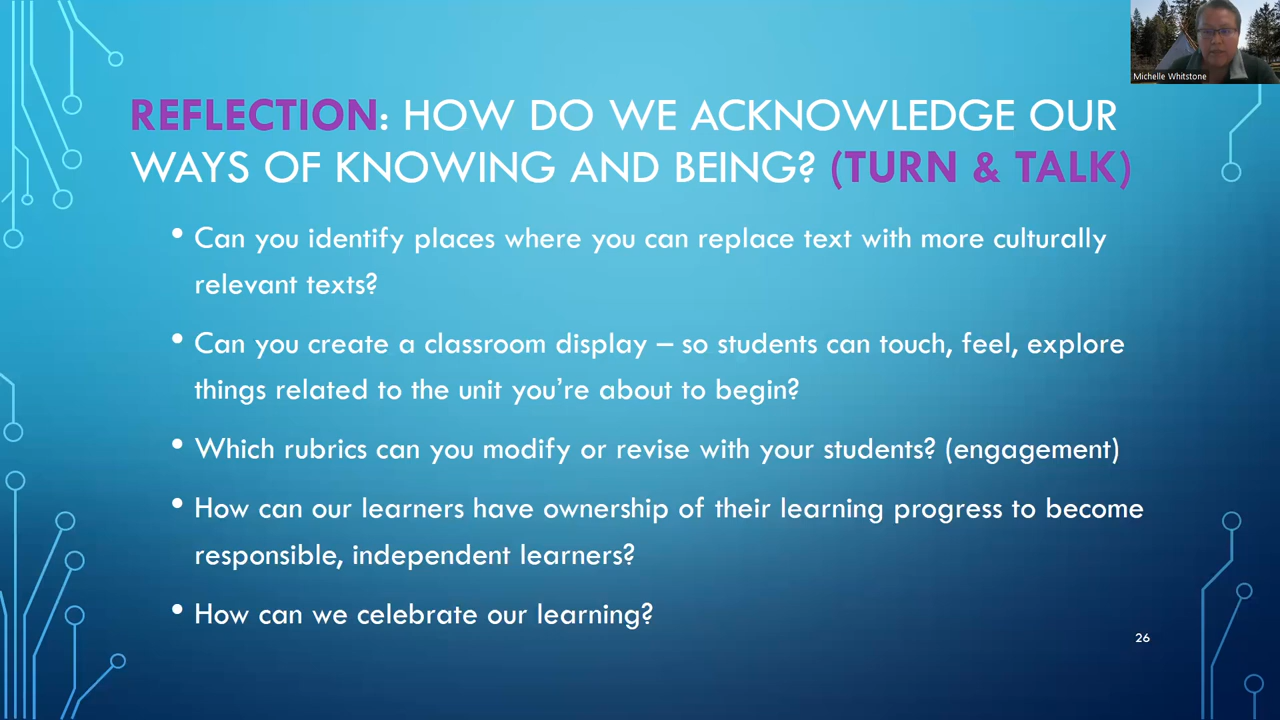 Michelle Whitstone
REFLECTION: HOW DO WE ACKNOWLEDGE OUR
WAYS OF KNOWING AND BEING? (TURN & TALK)
• Can you identify places where you can replace text with more culturally
relevant texts?
• Can you create a classroom display – so students can touch, feel, explore
things related to the unit you're about to begin?
• Which rubrics can you modify or revise with your students? (engagement)
• How can our learners have ownership of their learning progress to become
responsible, independent learners?
• How can we celebrate our learning?
26